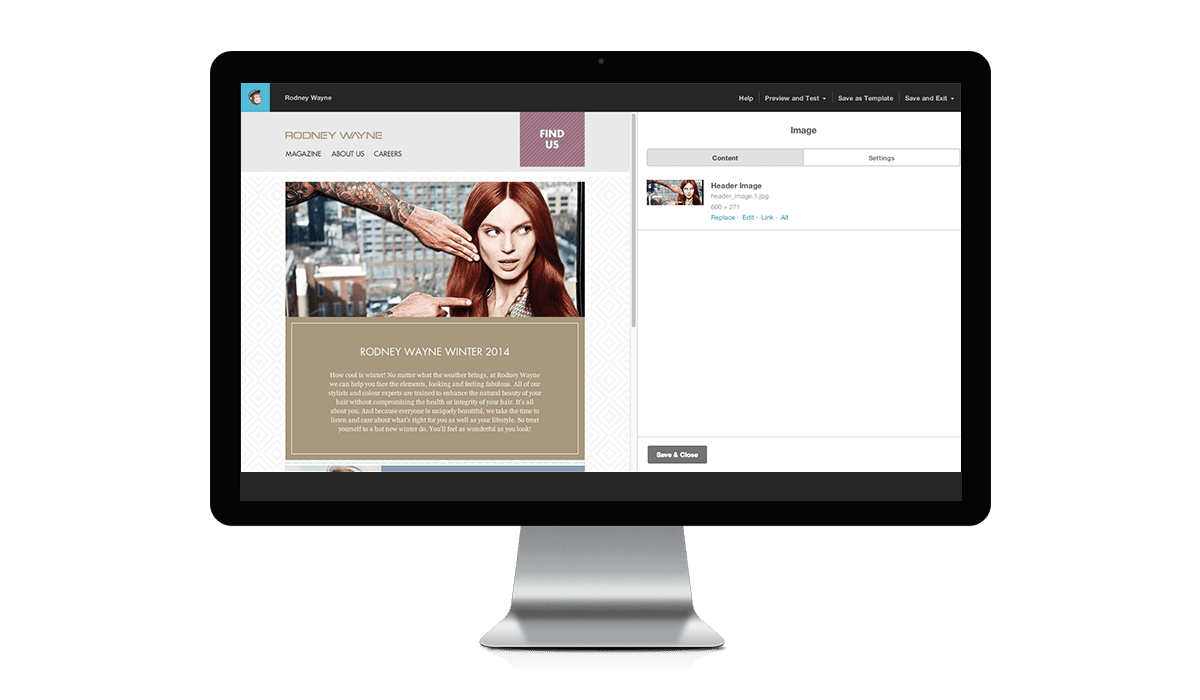 Rodney Wayne
Help
Preview and Test
Save as Template
Save and Exit
RODNEY WAYNE
MAGAZINE ABOUT US CAREERS
FIND
US
RODNEY WAYNE WINTER 2014
How cool is winter! No matter what the weather brings, at Rodney Wayne
we can help you face the elements, looking and feeling fabulous. All of our
stylists and colour experts are trained to enhance the natural beauty of your
hair without compromising the health or integrity of your hair. It's all
about you. And because everyone is uniquely beautiful, we take the time to
listen and care about what's right for you as well as your lifestyle. So treat
yourself to a hot new winter do. You'll feel as wonderful as you look!
Image
Content
Settings
Header Image
header_image.1.jpg
600 × 271
Replace · Edit · Link · Alt
Save & Close